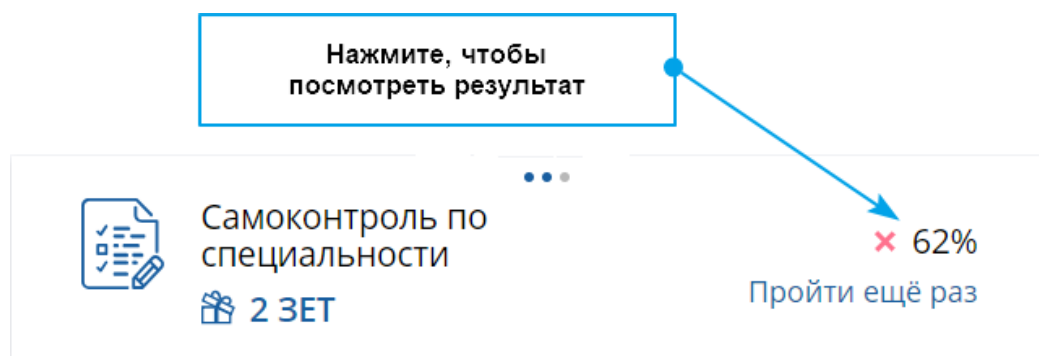 Нажмите, чтобы
посмотреть результат
Самоконтроль по
специальности
62%
2 ЗЕТ
Пройти ещё раз